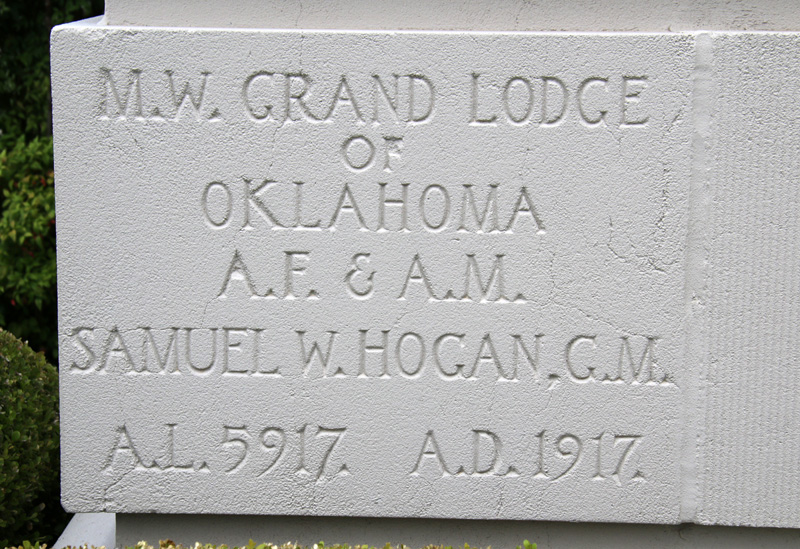 M.W. GRAND LODGE
OF
OKLAHOMA
A.F. & A.M.
SAMUEL W. HOGAN, G.M.
A.L. 5917. A.D. 1917.